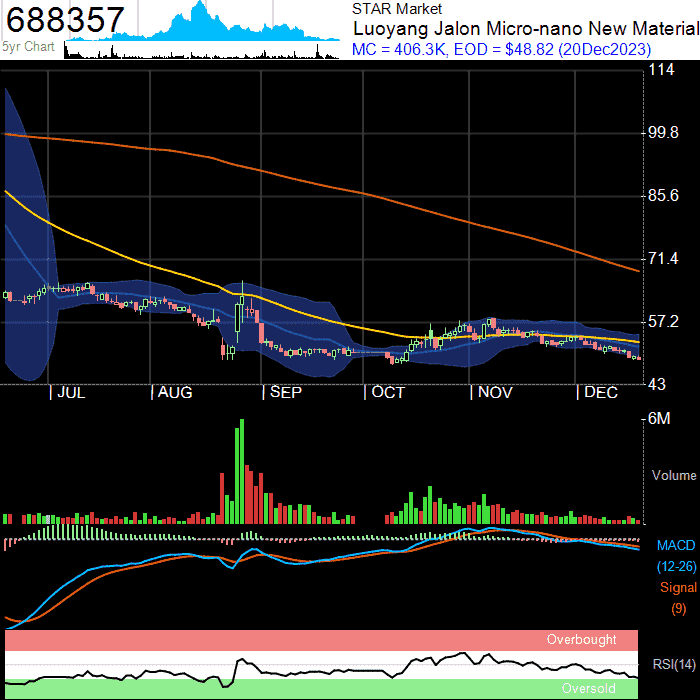 688357
5yr Chart
STAR Market
Luoyang Jalon Micro-nano New Material
MC = 406.3K, EOD = $48.82 (20Dec2023)
114
99.8
85.6
71.4
57.2
43
JUL
AUG
SEP
OCT
NOV
DEC
6M
Volume
MACD
(12-26)
Signal
(9)
Overbought
RSI(14)
Oversold